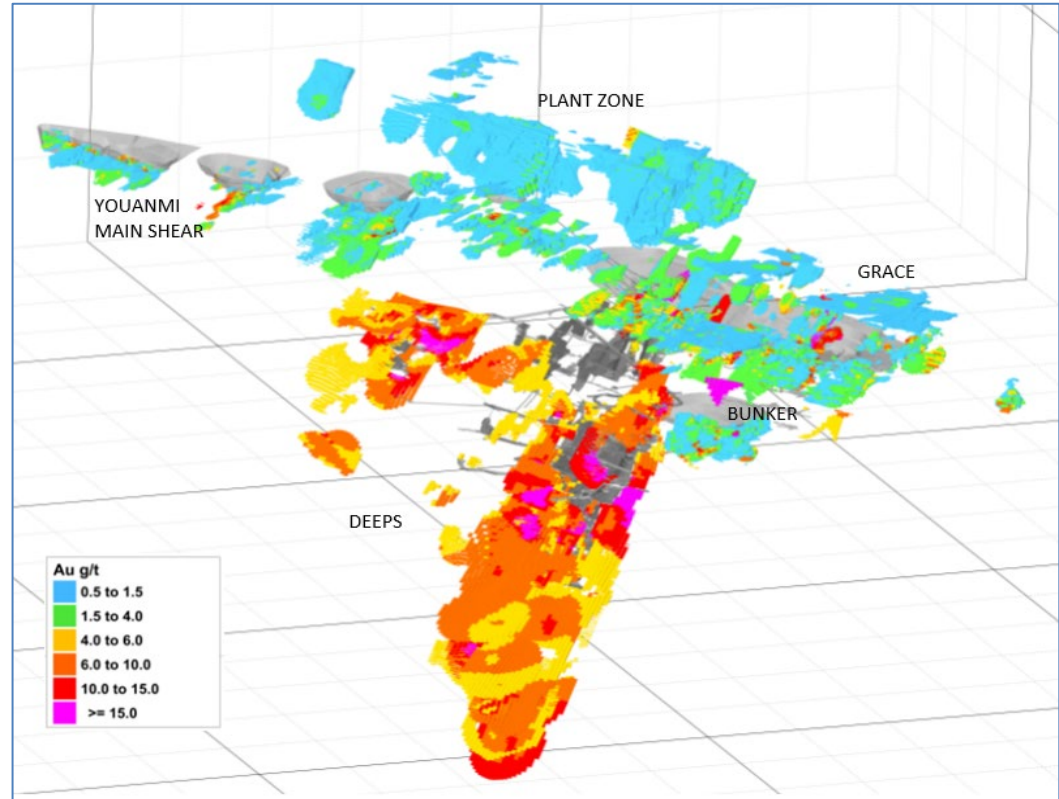 PLANT ZONE
YOUANMI
MAIN SHEAR
GRACE
BUNKER
DEEPS
Au g/t
0.5 to 1.5
1.5 to 4.0
4.0 to 6.0
6.0 to 10.0
10.0 to 15.0
>= 15.0